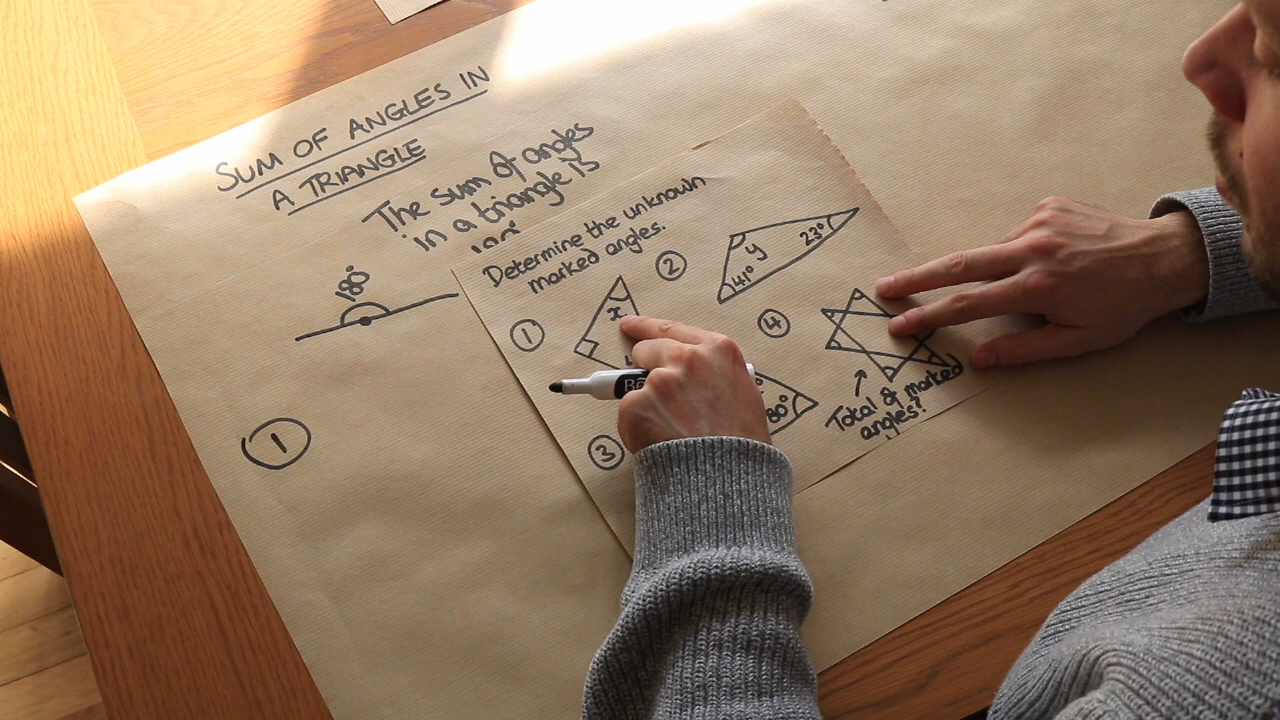 SUM OF ANGLES IN
A TRIANGLE
The sum of angles
in a triangle is
180°
1
Determine the unknown
marked angles.
1
x
2
y
41°
23°
3
80°
4
Total of marked
angles?